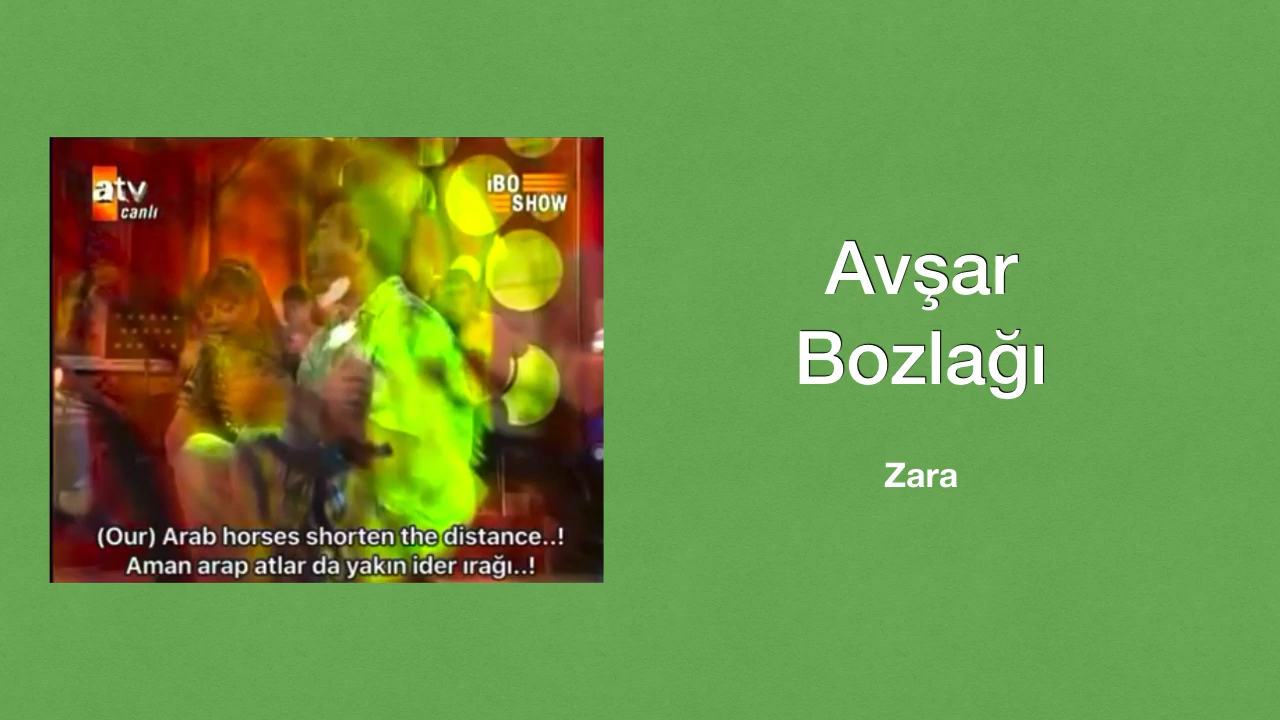 atv
canlı
iBO
SHOW
(Our) Arab horses shorten the distance..!
Aman arap atlar da yakın ider ırağı..!
Avşar
Bozlağı
Zara